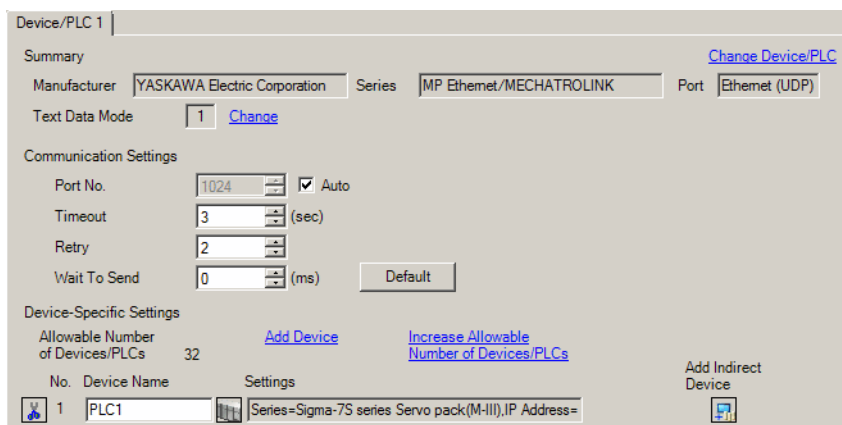 Device/PLC 1
Summary
Change Device/PLC
Manufacturer YASKAWA Electric Corporation Series MP Ethernet/MECHATROLINK Port Ethernet (UDP)
Text Data Mode 1 Change
Communication Settings
Port No. 1024 Auto
Timeout 3 (sec)
Retry 2
Wait To Send 0 (ms) Default
Device-Specific Settings
Allowable Number
of Devices/PLCs 32
Add Device
Increase Allowable
Number of Devices/PLCs
Add Indirect
Device
No. Device Name Settings
1 PLC1 Series=Sigma-7S series Servo pack(M-III),IP Address=